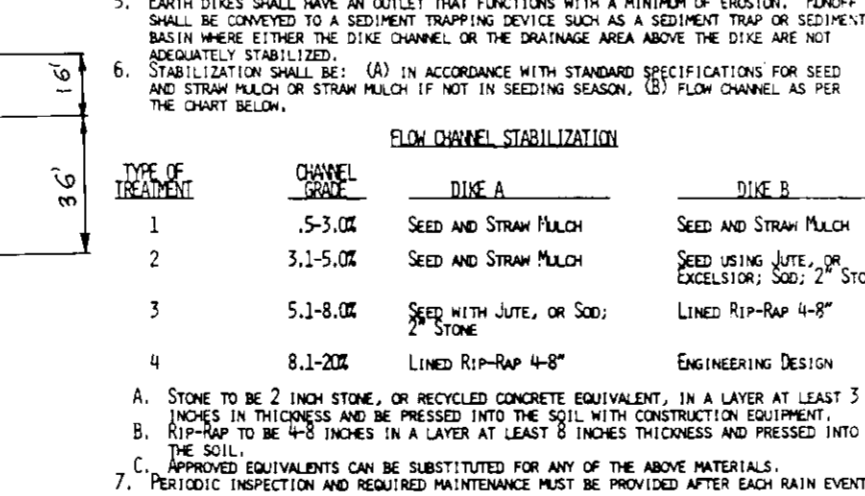 5. EARTH DIKES SHALL HAVE AN OUTLET THAT FUNCTIONS WITH A MINIMUM OF EROSION. RUNOFF
SHALL BE CONVEYED TO A SEDIMENT TRAPPING DEVICE SUCH AS A SEDIMENT TRAP OR SEDIMENT
BASIN WHERE EITHER THE DIKE CHANNEL OR THE DRAINAGE AREA ABOVE THE DIKE ARE NOT
ADEQUATELY STABILIZED.
16'
6. STABILIZATION SHALL BE: (A) IN ACCORDANCE WITH STANDARD SPECIFICATIONS FOR SEED
AND STRAW MULCH OR STRAW MULCH IF NOT IN SEEDING SEASON, (B) FLOW CHANNEL AS PER
THE CHART BELOW.
36'
FLOW CHANNEL STABILIZATION
TYPE OF TREATMENT CHANNEL GRADE DIKE A DIKE B
1 .5-3.0% SEED AND STRAW MULCH SEED AND STRAW MULCH
2 3.1-5.0% SEED AND STRAW MULCH SEED USING JUTE, OR
EXCELSIOR; SOD; 2" STO
3 5.1-8.0% SEED WITH JUTE, OR SOD; LINED RIP-RAP 4-8"
2" STONE
4 8.1-20% LINED RIP-RAP 4-8" ENGINEERING DESIGN
A. STONE TO BE 2 INCH STONE, OR RECYCLED CONCRETE EQUIVALENT, IN A LAYER AT LEAST 3
INCHES IN THICKNESS AND BE PRESSED INTO THE SOIL WITH CONSTRUCTION EQUIPMENT.
B. RIP-RAP TO BE 4-8 INCHES IN A LAYER AT LEAST 8 INCHES THICKNESS AND PRESSED INTO
THE SOIL.
C. APPROVED EQUIVALENTS CAN BE SUBSTITUTED FOR ANY OF THE ABOVE MATERIALS.
7. PERIODIC INSPECTION AND REQUIRED MAINTENANCE MUST BE PROVIDED AFTER EACH RAIN EVENT